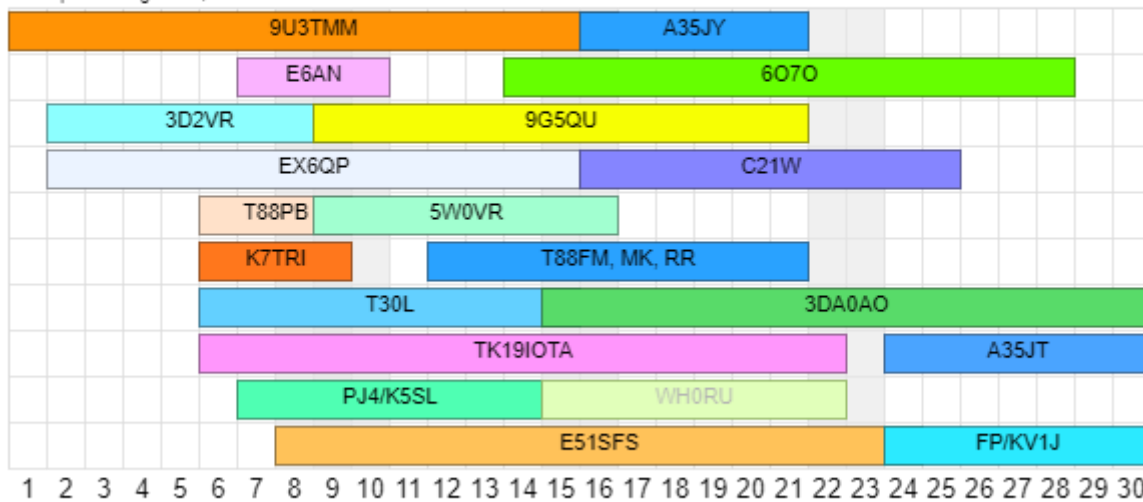 9U3TMM A35JY
E6AN 6O7O
3D2VR 9G5QU
EX6QP C21W
T88PB 5W0VR
K7TRI T88FM, MK, RR
T30L 3DA0AO
TK19IOTA A35JT
PJ4/K5SL WH0RU
E51SFS FP/KV1J
1 2 3 4 5 6 7 8 9 10 11 12 13 14 15 16 17 18 19 20 21 22 23 24 25 26 27 28 29 30